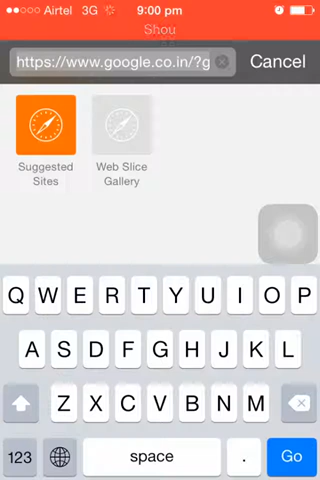 Airtel 3G 9:00 pm
Shou
https://www.google.co.in/?g Cancel
Suggested Sites
Web Slice Gallery
Q W E R T Y U I O P
A S D F G H J K L
Z X C V B N M
123 space . Go